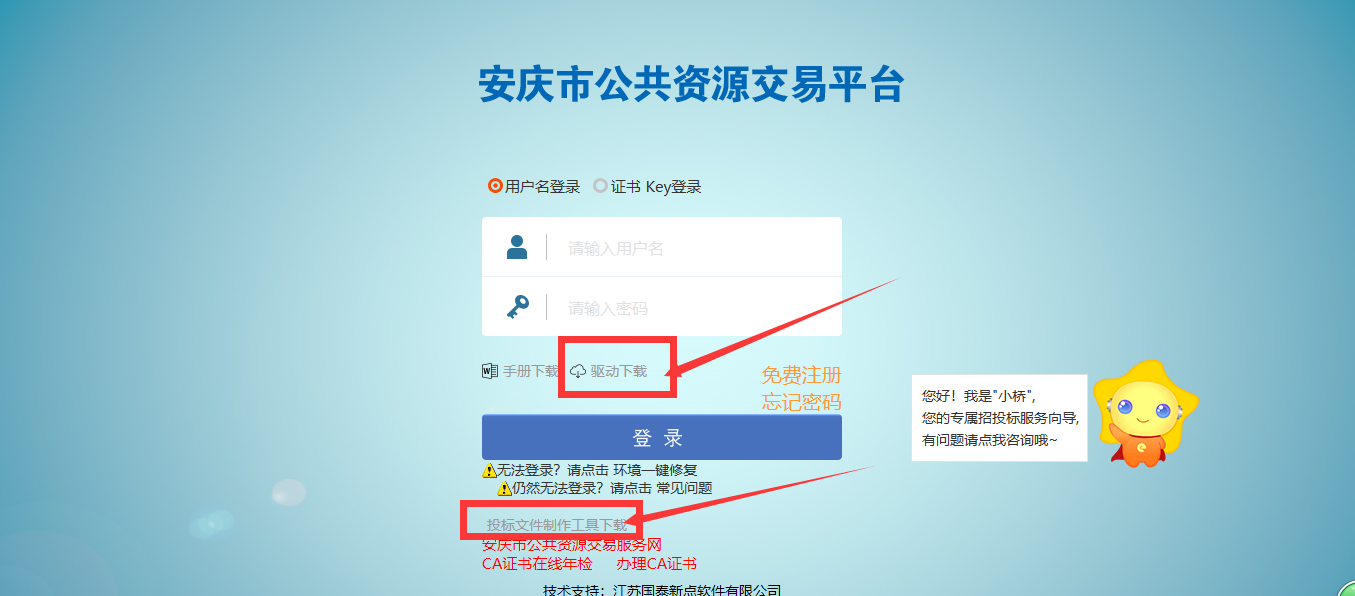 安庆市公共资源交易平台
用户名登录 证书 Key登录
请输入用户名
请输入密码
手册下载 驱动下载
免费注册
忘记密码
您好！我是"小桥",
您的专属招投标服务向导,
有问题请点我咨询哦~
登 录
无法登录？请点击 环境一键修复
仍然无法登录？请点击 常见问题
投标文件制作工具下载
安庆市公共资源交易服务网
CA证书在线年检 办理CA证书
技术支持：江苏国泰新点软件有限公司